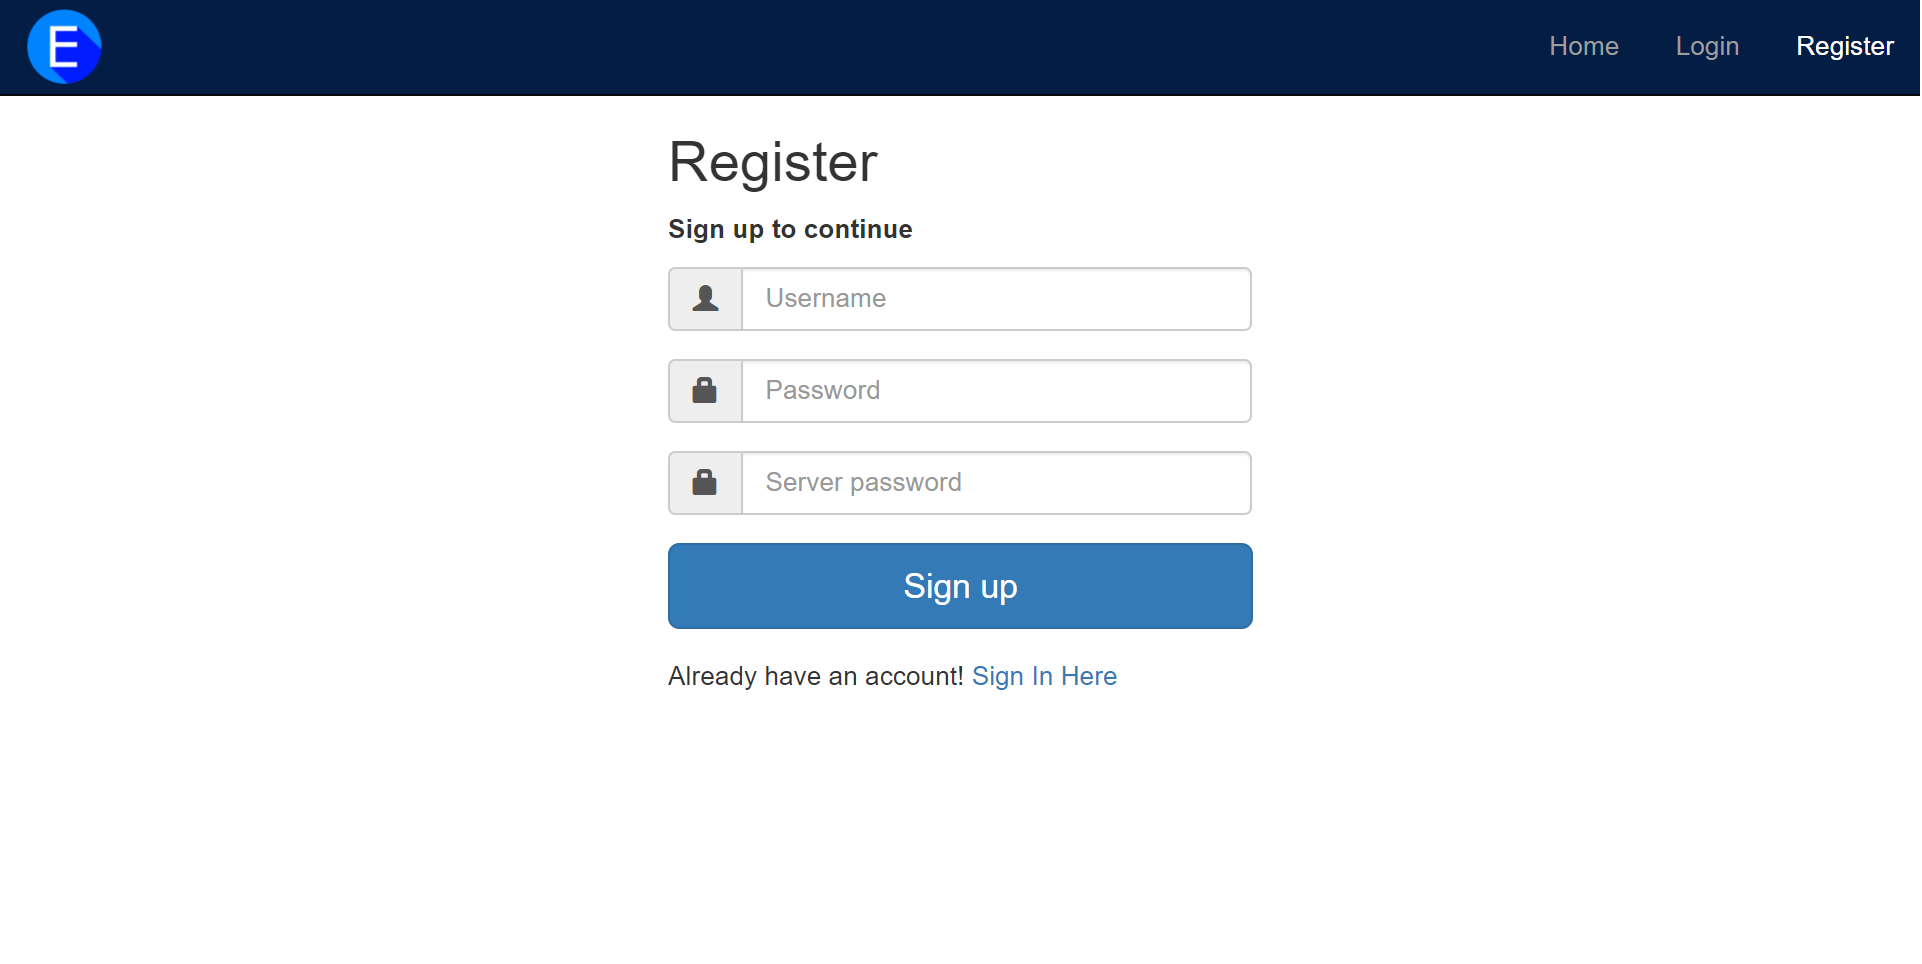 E
Home Login Register
Register
Sign up to continue
Username
Password
Server password
Sign up
Already have an account! Sign In Here